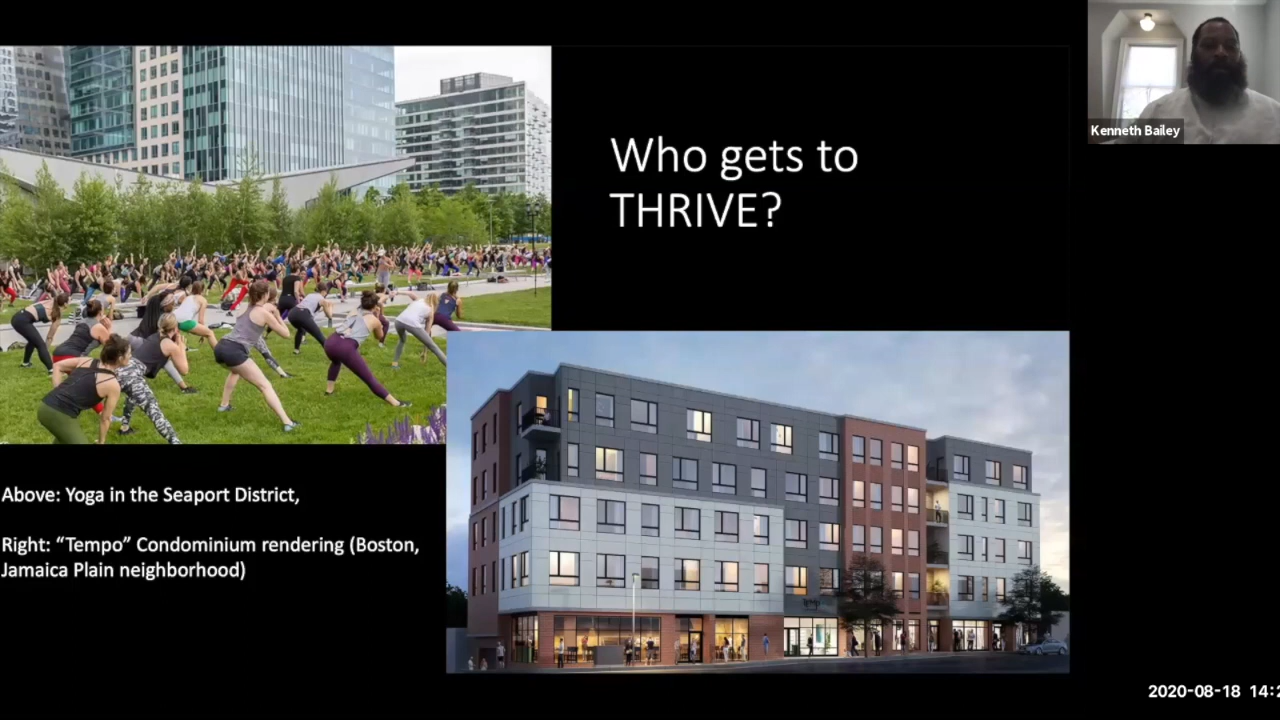 Kenneth Bailey
Who gets to
THRIVE?
Above: Yoga in the Seaport District,
Right: “Tempo” Condominium rendering (Boston,
Jamaica Plain neighborhood)
2020-08-18 14:2